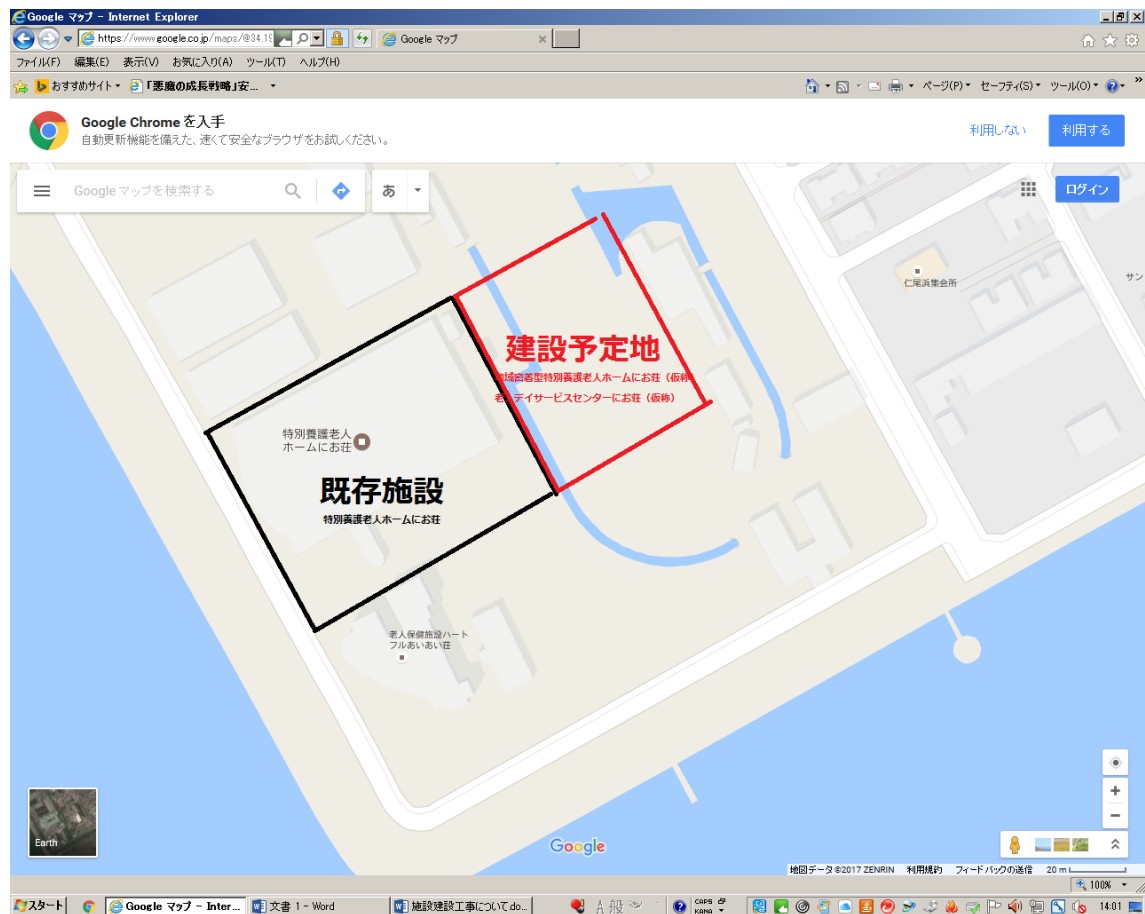 Google マップ - Internet Explorer
https://www.google.co.jp/maps/@34.19
Google マップ
ファイル(F) 編集(E) 表示(V) お気に入り(A) ツール(T) ヘルプ(H)
おすすめサイト
「悪魔の成長戦略」安...
ページ(P) セーフティ(S) ツール(O)
Google Chrome を入手
自動更新機能を備えた、速くて安全なブラウザをお試しください。
利用しない
利用する
Google マップを検索する
あ
ログイン
仁尾浜集会所
サン
建設予定地
地域密着型特別養護老人ホームにお荘（仮称）
老人デイサービスセンターにお荘（仮称）
特別養護老人
ホームにお荘
既存施設
特別養護老人ホームにお荘
老人保健施設ハート
フルあいあい荘
Earth
Google
地図データ ©2017 ZENRIN 利用規約 フィードバックの送信 20 m
100%
スタート
Google マップ - Inter...
文書 1 - Word
施設建設工事について.do...
A 般
CAPS
KANA
14:01